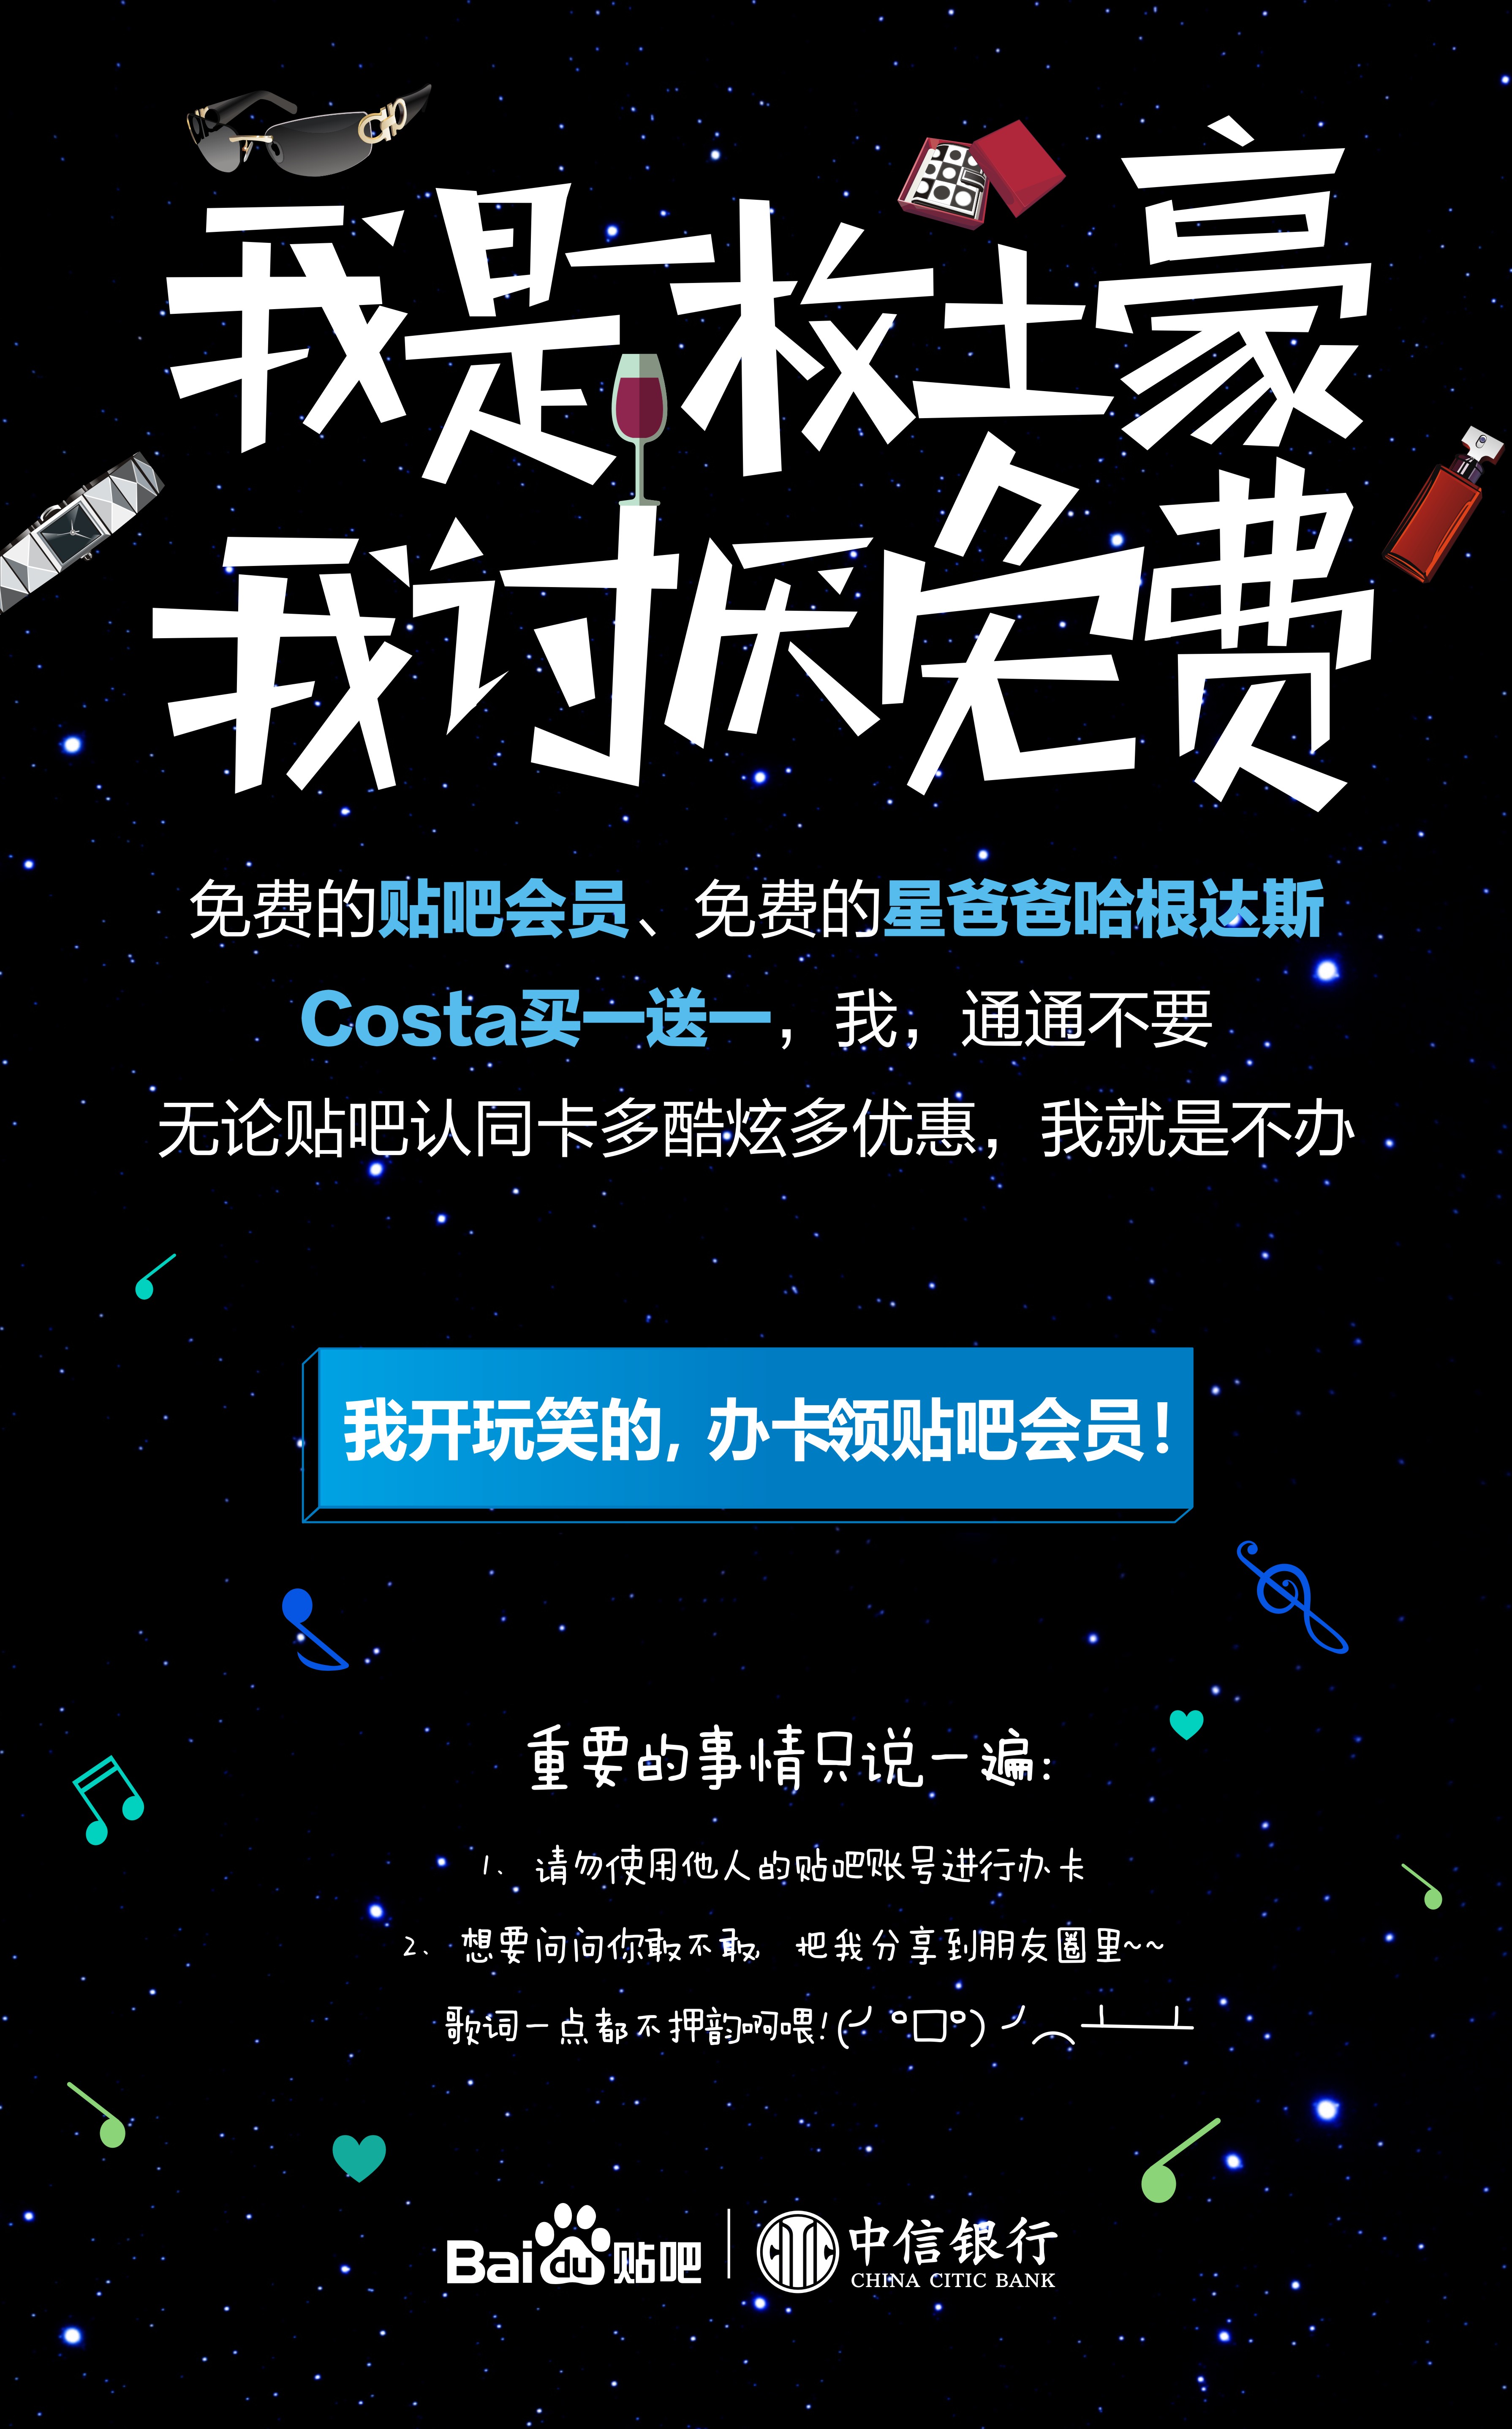 我是一枚土豪
我讨厌免费
免费的贴吧会员、免费的星爸爸哈根达斯
Costa买一送一，我，通通不要
无论贴吧认同卡多酷炫多优惠，我就是不办
我开玩笑的，办卡领贴吧会员！
重要的事情只说一遍：
1、 请勿使用他人的贴吧账号进行办卡
2、 想要问问你敢不敢，把我分享到朋友圈里~~
歌词一点都不押韵啊喂！(╯°□°）╯︵ ┻━┻
Baidu贴吧
中信银行
CHINA CITIC BANK